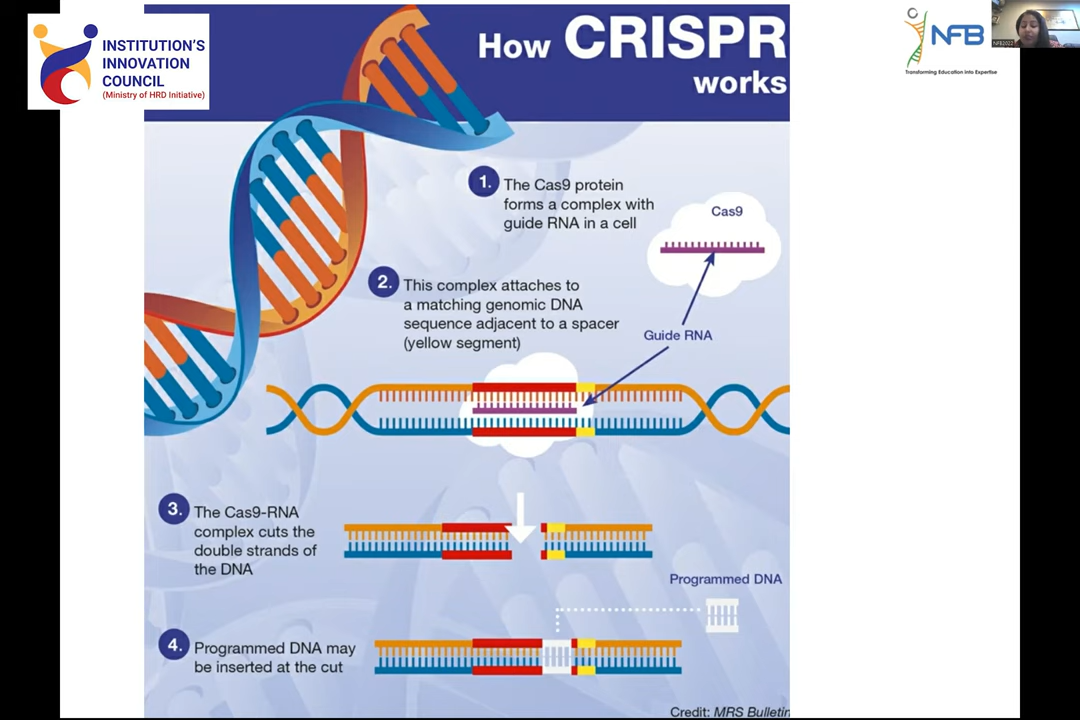 INSTITUTION'S
INNOVATION
COUNCIL
(Ministry of HRD Initiative)
How CRISPR
works
NFB
Transforming Education into Expertise
NFB2022
1. The Cas9 protein
forms a complex with
guide RNA in a cell
Cas9
2. This complex attaches to
a matching genomic DNA
sequence adjacent to a spacer
(yellow segment)
Guide RNA
3. The Cas9-RNA
complex cuts the
double strands of
the DNA
Programmed DNA
4. Programmed DNA may
be inserted at the cut
Credit: MRS Bulletin